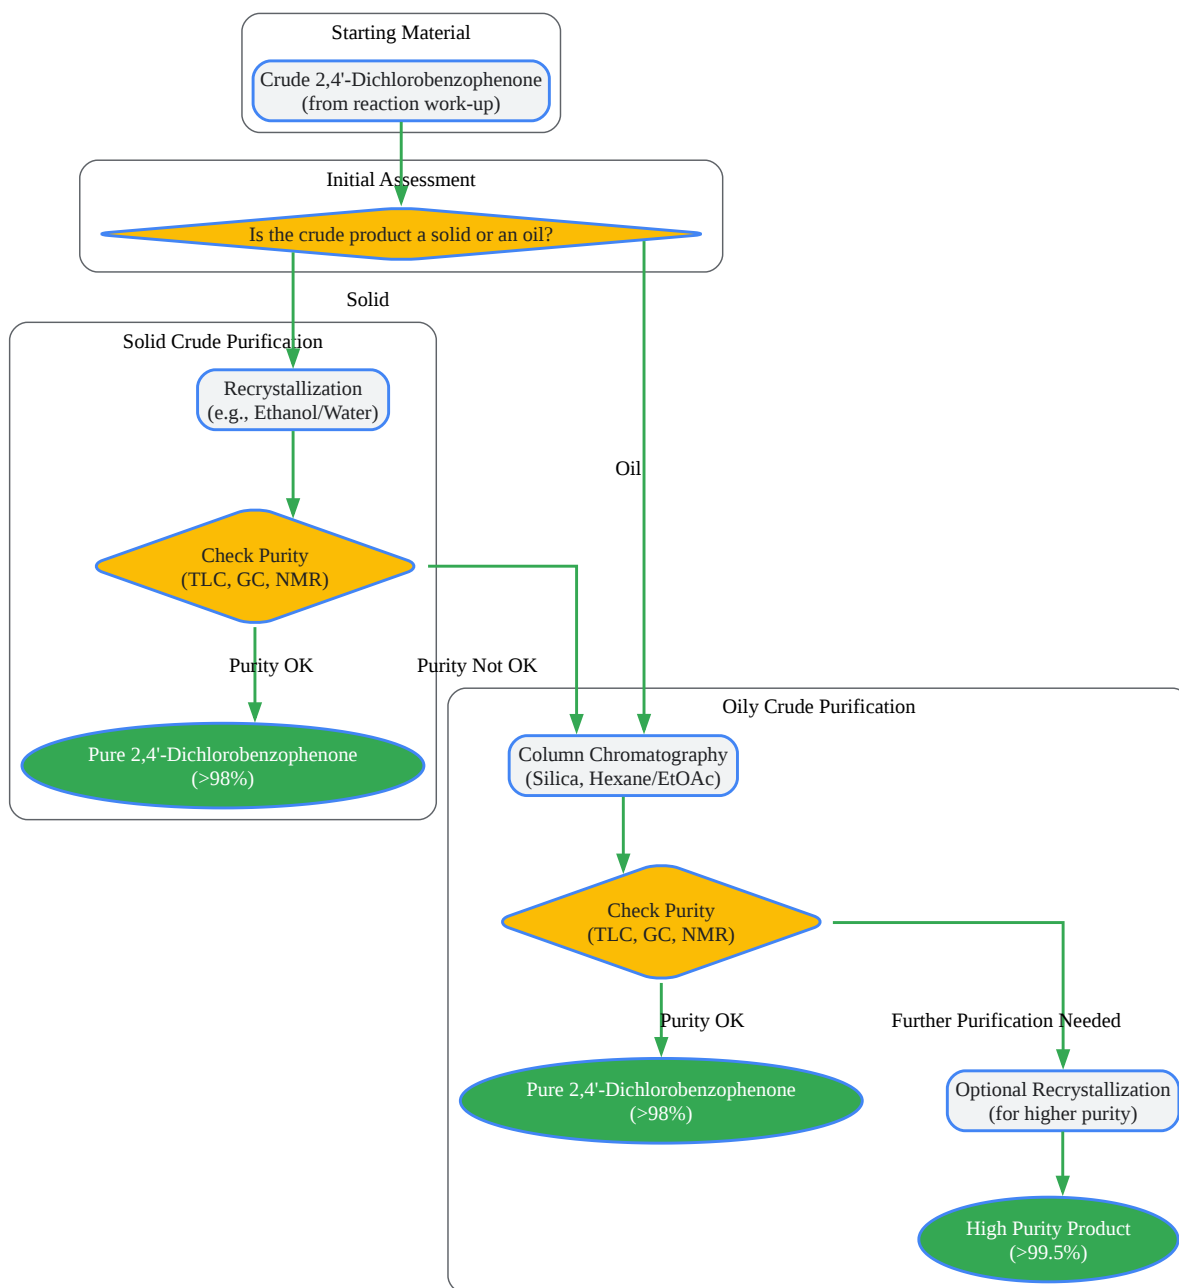 Starting Material
Crude 2,4'-Dichlorobenzophenone
(from reaction work-up)
Initial Assessment
Is the crude product a solid or an oil?
Solid
Solid Crude Purification
Recrystallization
(e.g., Ethanol/Water)
Oil
Check Purity
(TLC, GC, NMR)
Purity OK
Purity Not OK
Pure 2,4'-Dichlorobenzophenone
(>98%)
Oily Crude Purification
Column Chromatography
(Silica, Hexane/EtOAc)
Check Purity
(TLC, GC, NMR)
Purity OK
Further Purification Needed
Pure 2,4'-Dichlorobenzophenone
(>98%)
Optional Recrystallization
(for higher purity)
High Purity Product
(>99.5%)